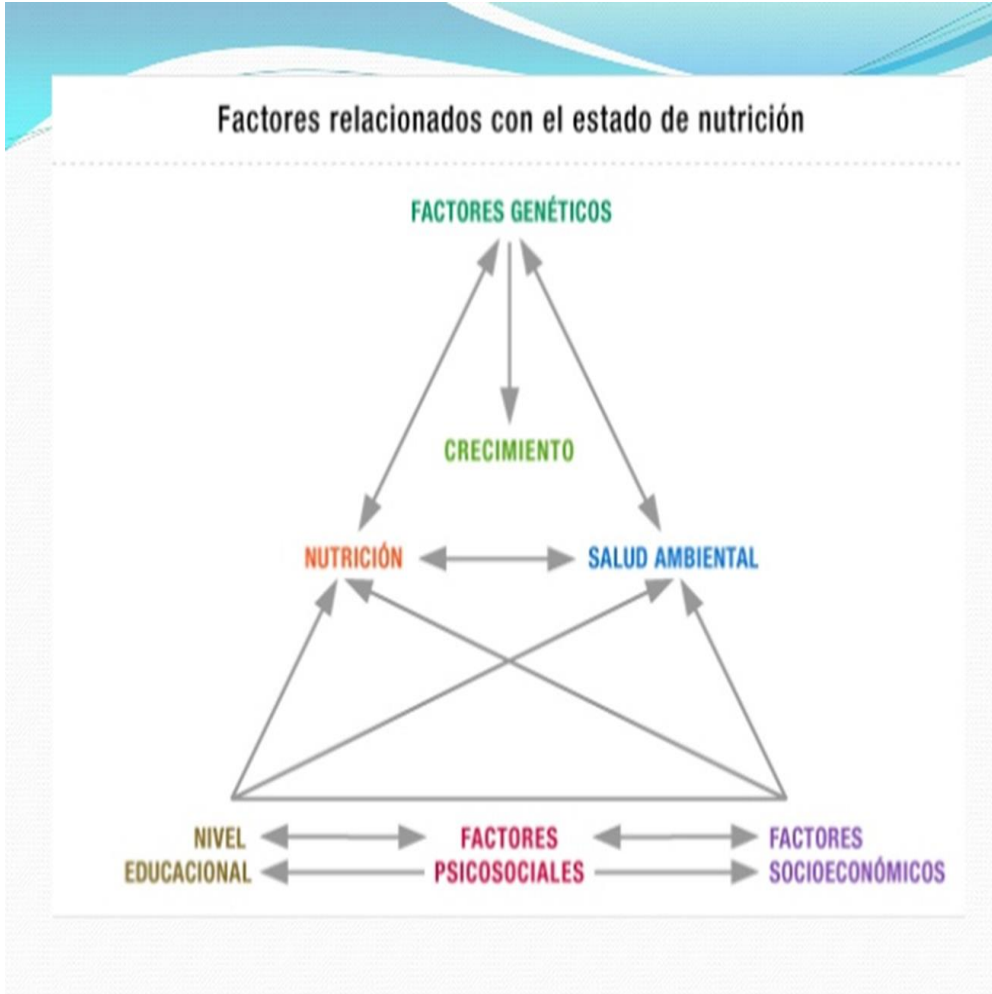 Factores relacionados con el estado de nutrición
FACTORES GENÉTICOS
CRECIMIENTO
NUTRICIÓN
SALUD AMBIENTAL
NIVEL
EDUCACIONAL
FACTORES
PSICOSOCIALES
FACTORES
SOCIOECONÓMICOS